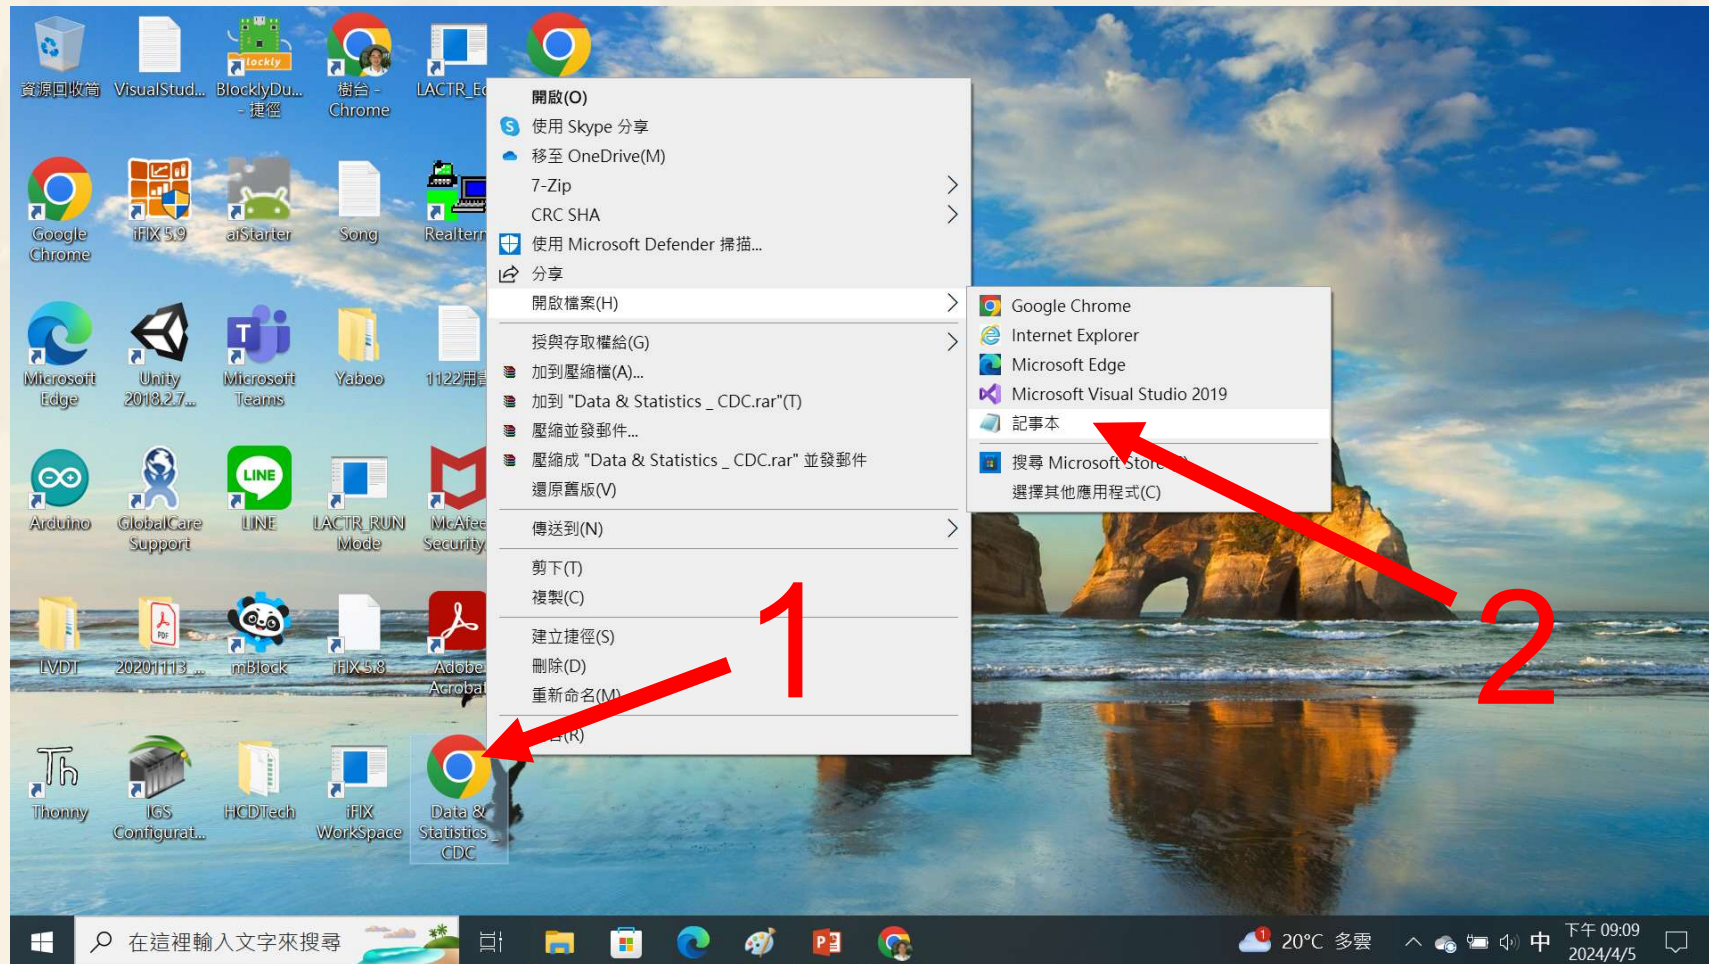 資源回收筒
VisualStud...
BlocklyDu...
- 捷徑
樹台 -
Chrome
LACTR_Ec
Google
Chrome
iFIX 5.9
aiStarter
Song
Realterm
Microsoft
Edge
Unity
2018.2.7...
Microsoft
Teams
Yaboo
1122用
Arduino
GlobalCare
Support
LINE
LACTR_RUN
Mode
McAfee
Security
LVDT
20201113_...
mBlock
iFIX 5.8
Adobe
Acrobat
Thonny
IGS
Configurat...
HCDTech
iFIX
WorkSpace
Data &
Statistics _
CDC
開啟(O)
使用 Skype 分享
移至 OneDrive(M)
7-Zip
CRC SHA
使用 Microsoft Defender 掃描...
分享
開啟檔案(H)
授與存取權給(G)
加到壓縮檔(A)...
加到 "Data & Statistics _ CDC.rar"(T)
壓縮並發郵件...
壓縮成 "Data & Statistics _ CDC.rar" 並發郵件
還原舊版(V)
傳送到(N)
剪下(T)
複製(C)
建立捷徑(S)
刪除(D)
重新命名(M)
(R)
Google Chrome
Internet Explorer
Microsoft Edge
Microsoft Visual Studio 2019
記事本
搜尋 Microsoft Store
選擇其他應用程式(C)
1
2
在這裡輸入文字來搜尋
1
20°C 多雲
中
下午 09:09
2024/4/5